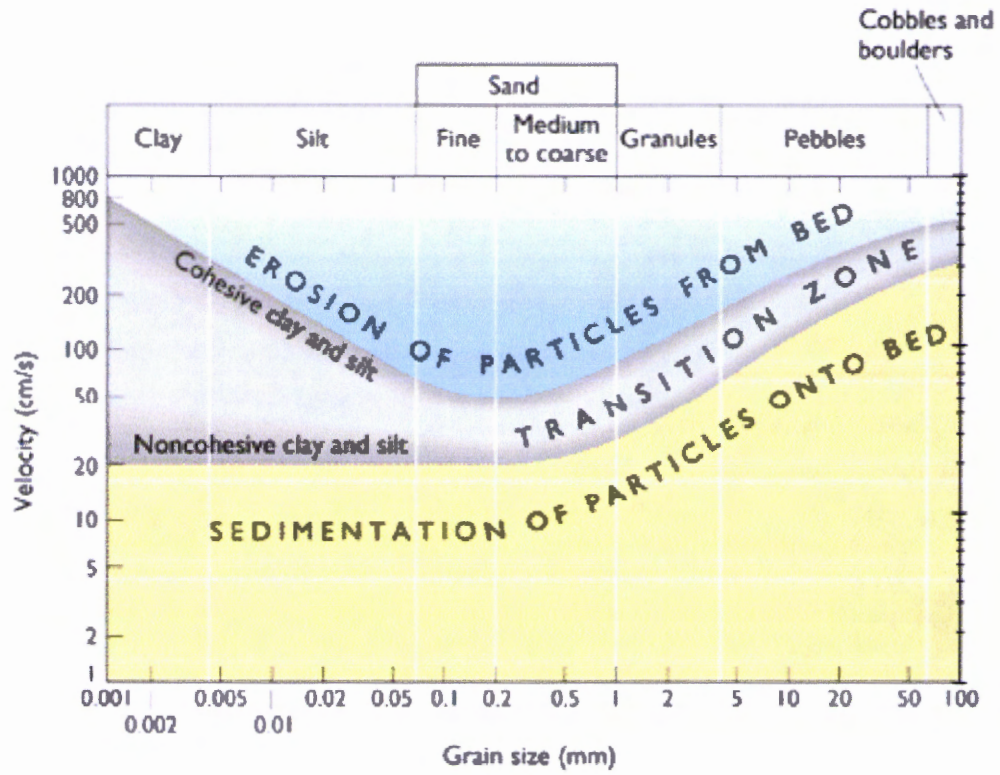 Cobbles and
boulders
Sand
Clay
Silt
Fine
Medium
to coarse
Granules
Pebbles
1000
800
500
200
100
50
20
10
5
2
1
Velocity (cm/s)
EROSION OF PARTICLES FROM BED
Cohesive clay and silt
TRANSITION ZONE
Noncohesive clay and silt
SEDIMENTATION OF PARTICLES ONTO BED
0.001 0.005 0.02 0.05 0.1 0.2 0.5 1 2 5 10 20 50 100
0.002 0.01
Grain size (mm)